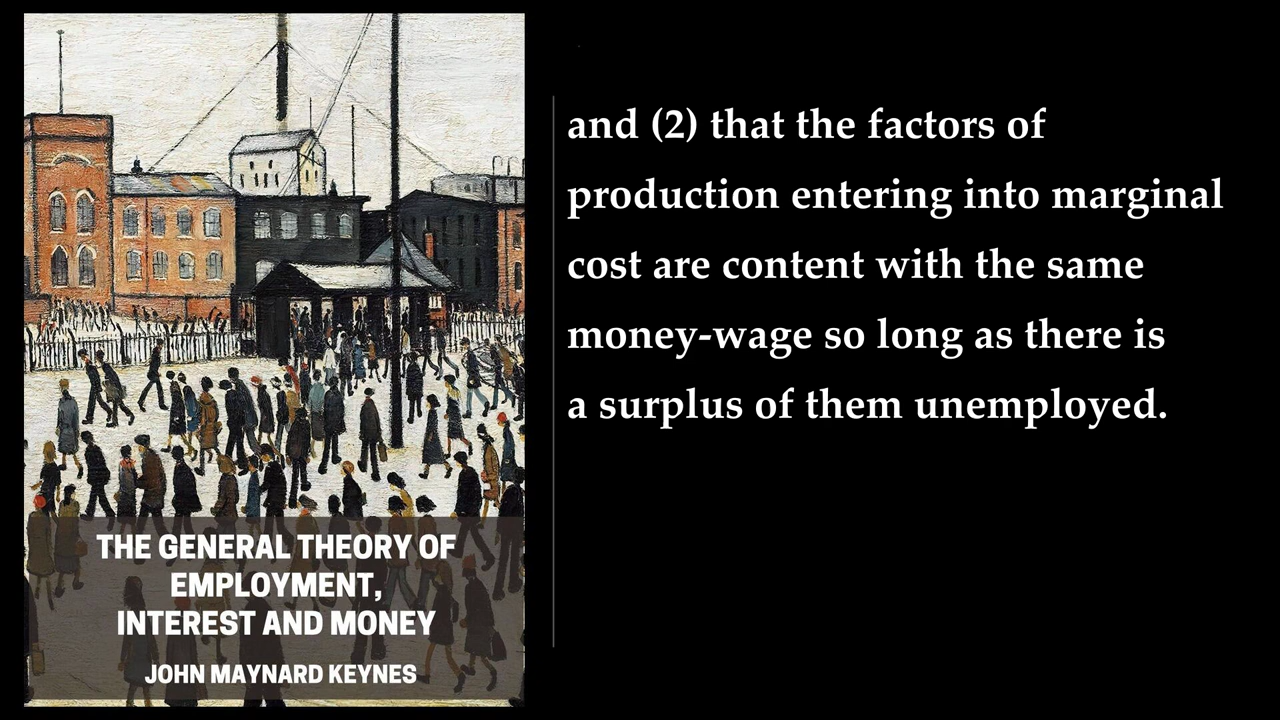 THE GENERAL THEORY OF
EMPLOYMENT,
INTEREST AND MONEY
JOHN MAYNARD KEYNES
and (2) that the factors of
production entering into marginal
cost are content with the same
money-wage so long as there is
a surplus of them unemployed.